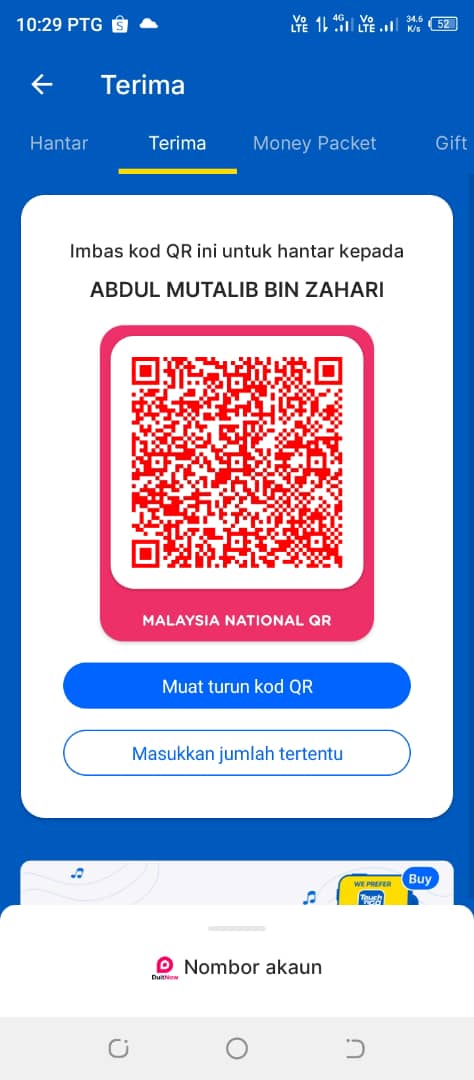 10:29 PTG
Vo LTE 4G Vo LTE 34.6 K/s 52
Terima
Hantar Terima Money Packet Gift
Imbas kod QR ini untuk hantar kepada
ABDUL MUTALIB BIN ZAHARI
MALAYSIA NATIONAL QR
Muat turun kod QR
Masukkan jumlah tertentu
Buy
WE PREFER
Touch
DuitNow
Nombor akaun